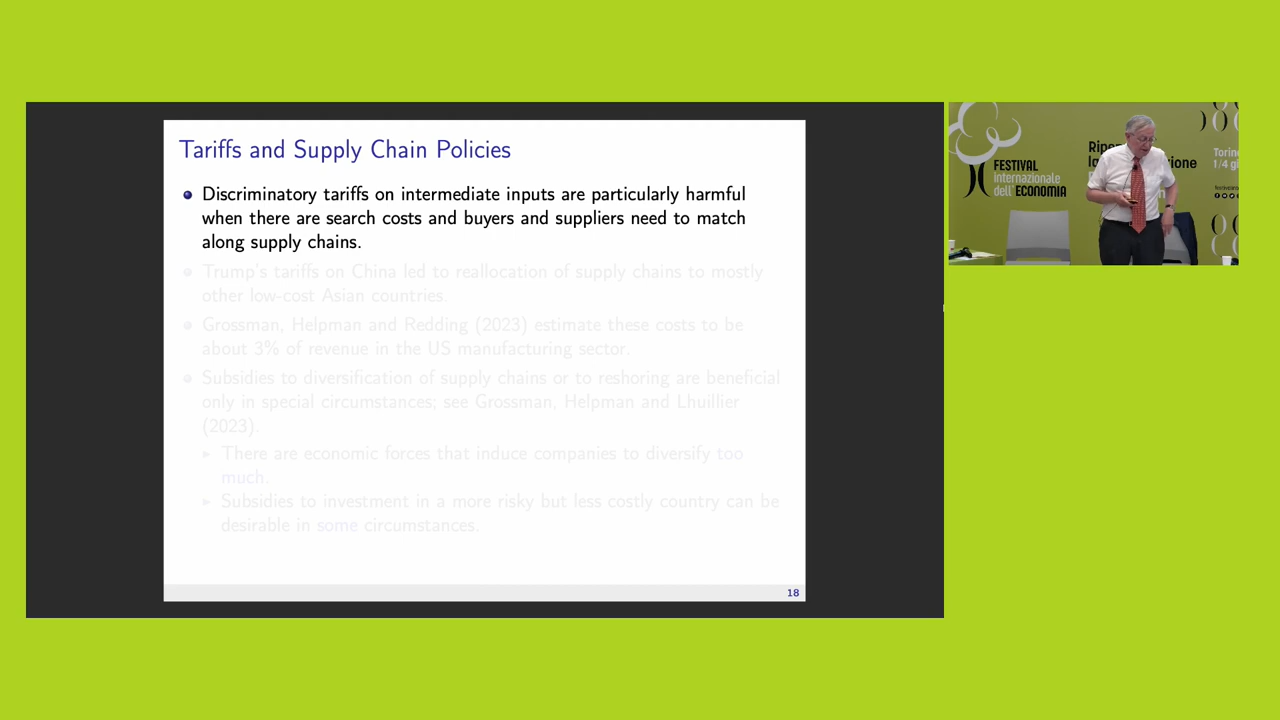 Tariffs and Supply Chain Policies
Discriminatory tariffs on intermediate inputs are particularly harmful
when there are search costs and buyers and suppliers need to match
along supply chains.
Trump's tariffs on China led to reallocation of supply chains to mostly
other low-cost Asian countries.
Grossman, Helpman and Redding (2023) estimate these costs to be
about 3% of revenue in the US manufacturing sector.
Subsidies to diversification of supply chains or to reshoring are beneficial
only in special circumstances; see Grossman, Helpman and Lhuillier
(2023).
There are economic forces that induce companies to diversify too
much.
Subsidies to investment in a more risky but less costly country can be
desirable in some circumstances.
18
FESTIVAL
internazionale
dell'ECONOMIA
Torino
1/4